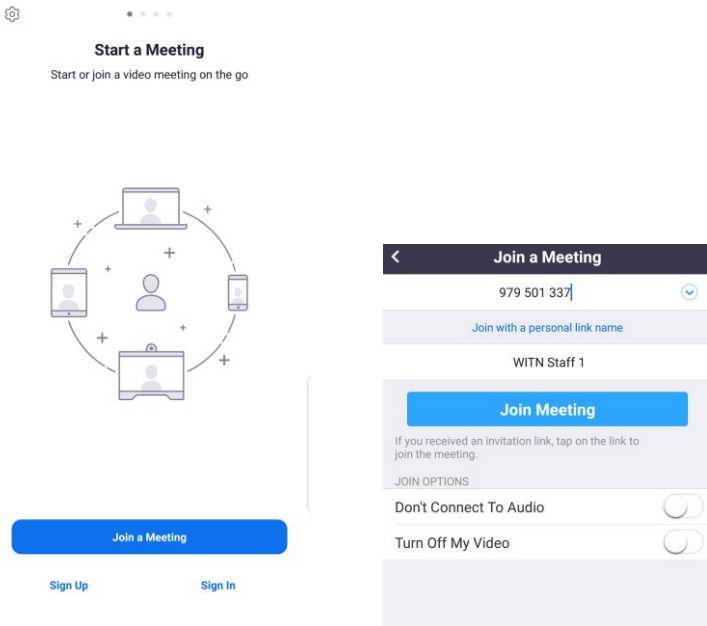 Start a Meeting
Start or join a video meeting on the go
Join a Meeting
Sign Up
Sign In
Join a Meeting
979 501 337
Join with a personal link name
WITN Staff 1
Join Meeting
If you received an invitation link, tap on the link to
join the meeting.
JOIN OPTIONS
Don't Connect To Audio
Turn Off My Video